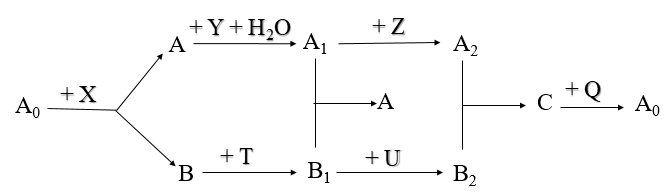 A + Y + H₂O A₁ + Z A₂
A₀ + X A C + Q A₀
B + T B₁ + U B₂